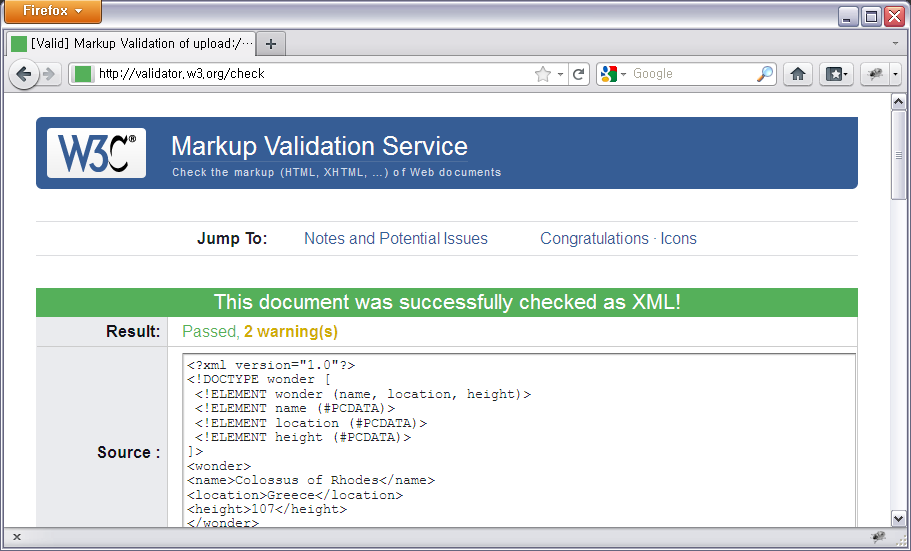 Firefox
[Valid] Markup Validation of upload:/…
http://validator.w3.org/check
Google
W3C®
Markup Validation Service
Check the markup (HTML, XHTML, …) of Web documents
Jump To: Notes and Potential Issues Congratulations · Icons
This document was successfully checked as XML!
Result: Passed, 2 warning(s)
Source :
<?xml version="1.0"?>
<!DOCTYPE wonder [
<!ELEMENT wonder (name, location, height)>
<!ELEMENT name (#PCDATA)>
<!ELEMENT location (#PCDATA)>
<!ELEMENT height (#PCDATA)>
]>
<wonder>
<name>Colossus of Rhodes</name>
<location>Greece</location>
<height>107</height>
</wonder>